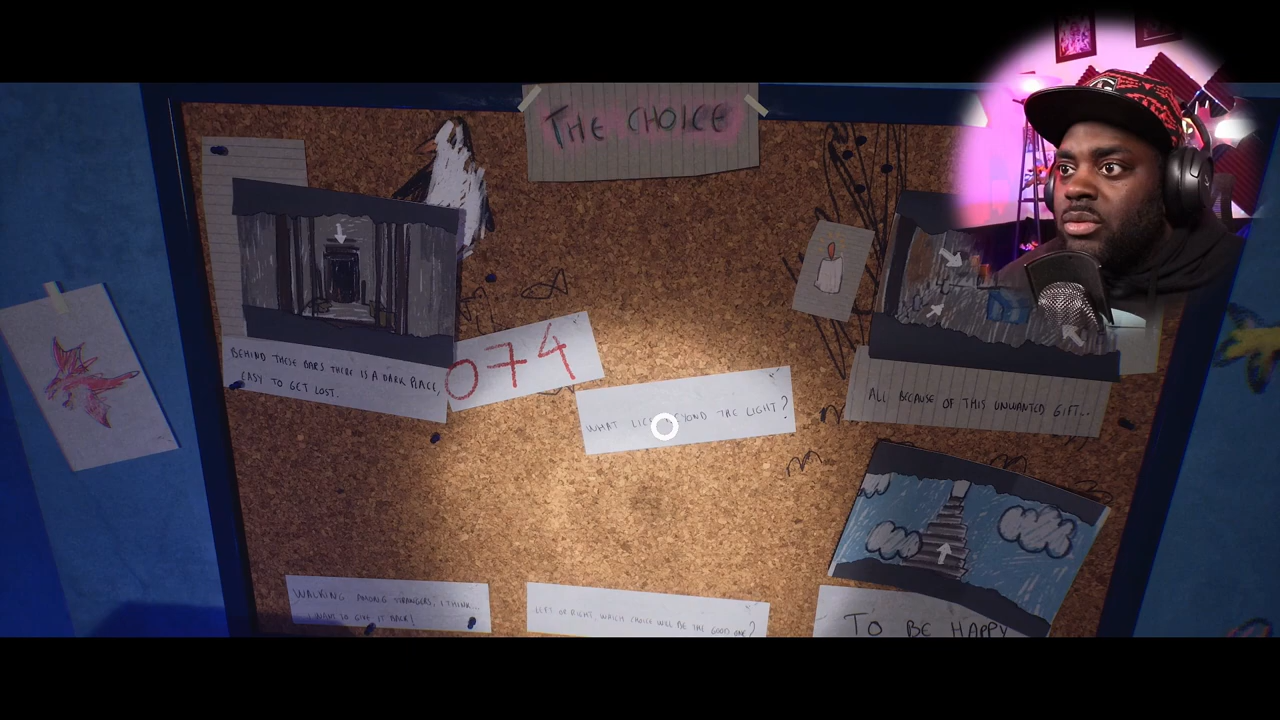 THE CHOICE
BEHIND THESE BARS THERE IS A DARK PLACE,
EASY TO GET LOST.
074
WHAT LIES BEYOND THE LIGHT?
ALL BECAUSE OF THIS UNWANTED GIFT...
WALKING AMONG STRANGERS, I THINK...
I WANT TO GIVE IT BACK!
LEFT OR RIGHT, WHICH CHOICE WILL BE THE GOOD ONE?
TO BE HAPPY